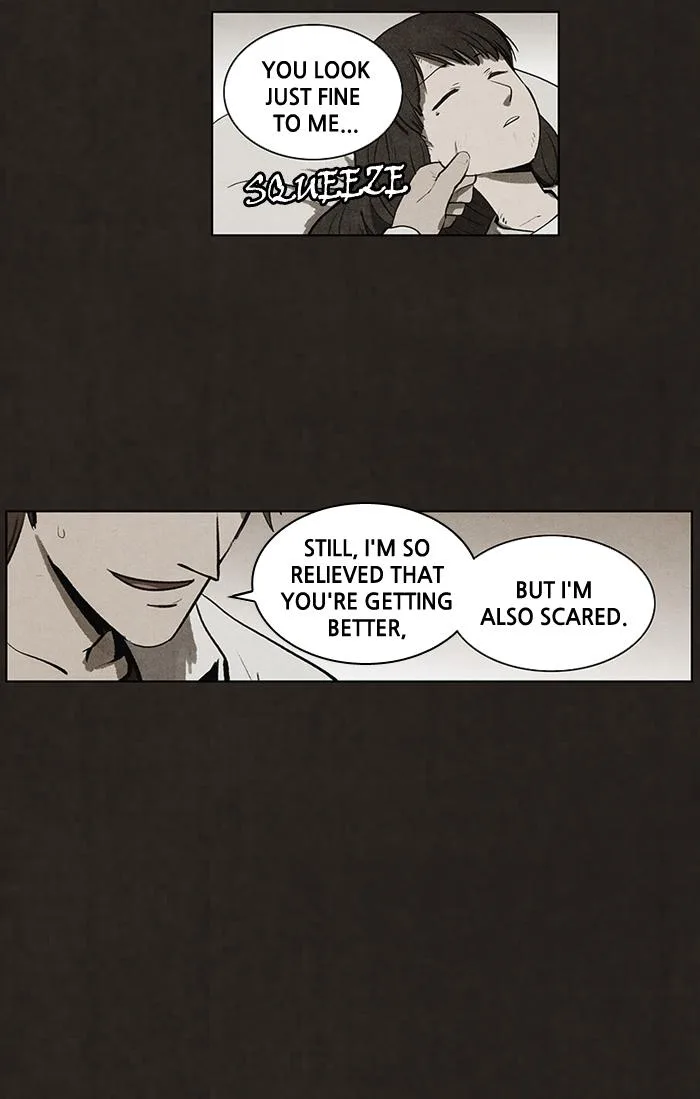 YOU LOOK
JUST FINE
TO ME...
SQUEEZE
STILL, I'M SO
RELIEVED THAT
YOU'RE GETTING
BETTER,
BUT I'M
ALSO SCARED.